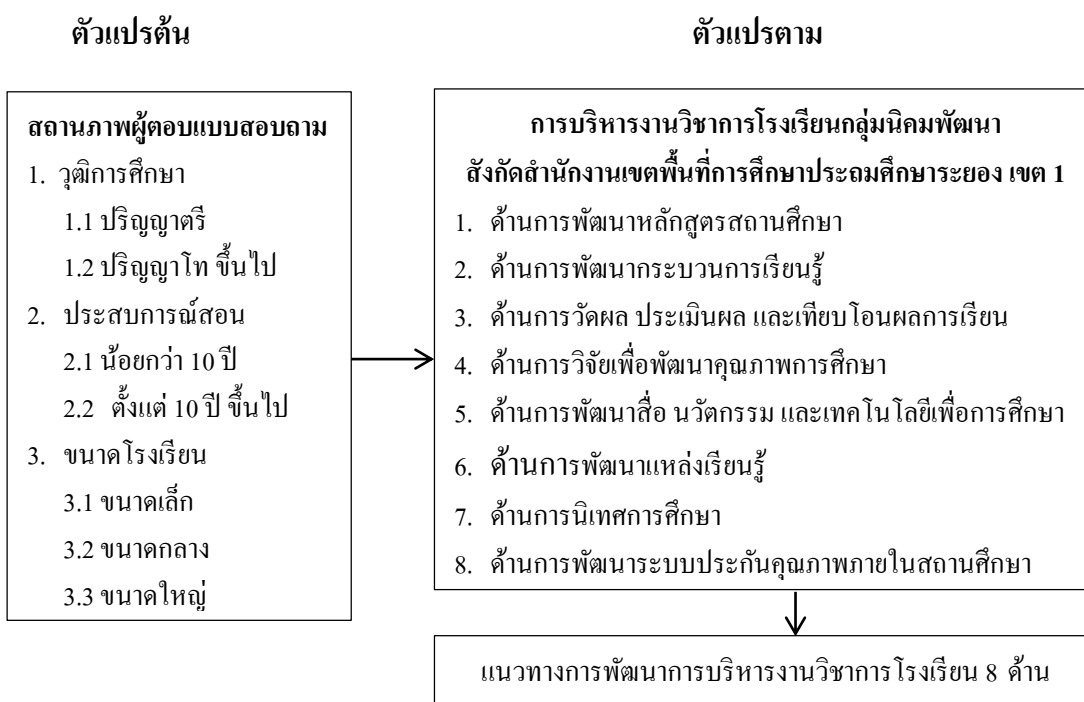 ตัวแปรต้น
ตัวแปรตาม
สถานภาพผู้ตอบแบบสอบถาม
1. วุฒิการศึกษา
1.1 ปริญญาตรี
1.2 ปริญญาโท ขึ้นไป
2. ประสบการณ์สอน
2.1 น้อยกว่า 10 ปี
2.2 ตั้งแต่ 10 ปี ขึ้นไป
3. ขนาดโรงเรียน
3.1 ขนาดเล็ก
3.2 ขนาดกลาง
3.3 ขนาดใหญ่
การบริหารงานวิชาการโรงเรียนกลุ่มนิคมพัฒนา
สังกัดสำนักงานเขตพื้นที่การศึกษาประถมศึกษาระยอง เขต 1
1. ด้านการพัฒนาหลักสูตรสถานศึกษา
2. ด้านการพัฒนากระบวนการเรียนรู้
3. ด้านการวัดผล ประเมินผล และเทียบโอนผลการเรียน
4. ด้านการวิจัยเพื่อพัฒนาคุณภาพการศึกษา
5. ด้านการพัฒนาสื่อ นวัตกรรม และเทคโนโลยีเพื่อการศึกษา
6. ด้านการพัฒนาแหล่งเรียนรู้
7. ด้านการนิเทศการศึกษา
8. ด้านการพัฒนาระบบประกันคุณภาพภายในสถานศึกษา
แนวทางการพัฒนาการบริหารงานวิชาการโรงเรียน 8 ด้าน